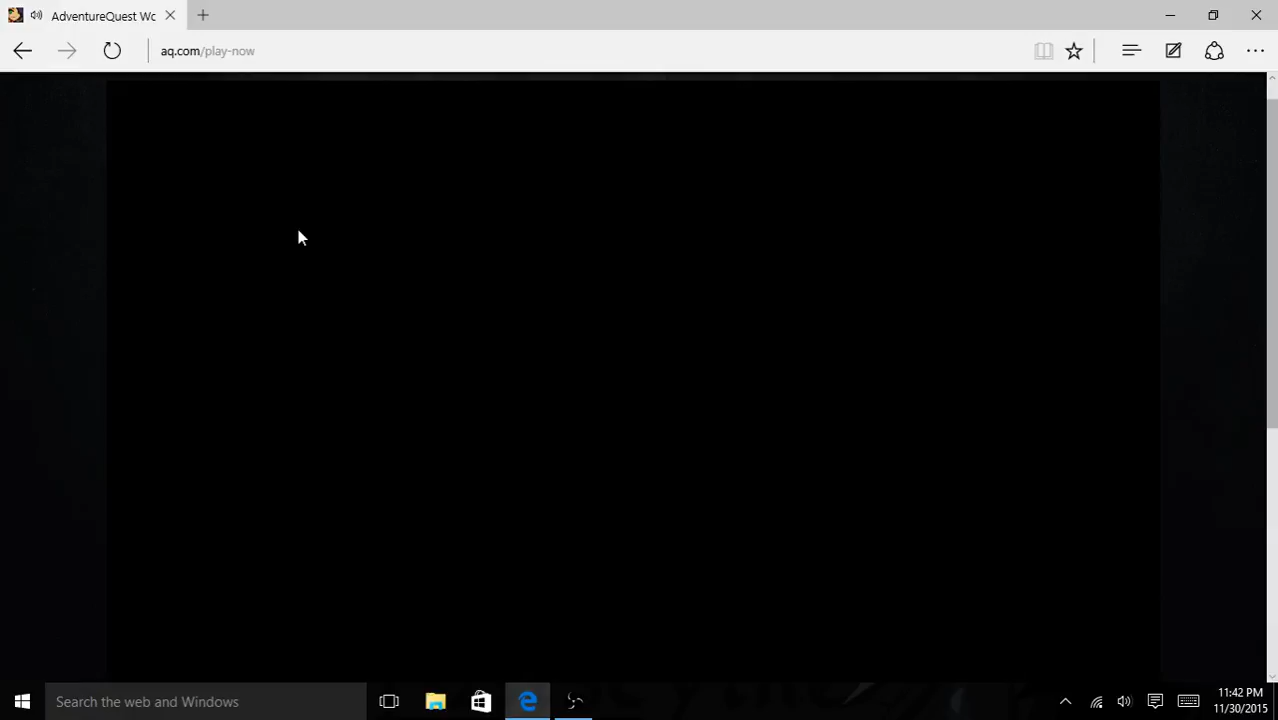 AdventureQuest Wc
aq.com/play-now
Search the web and Windows
11:42 PM
11/30/2015